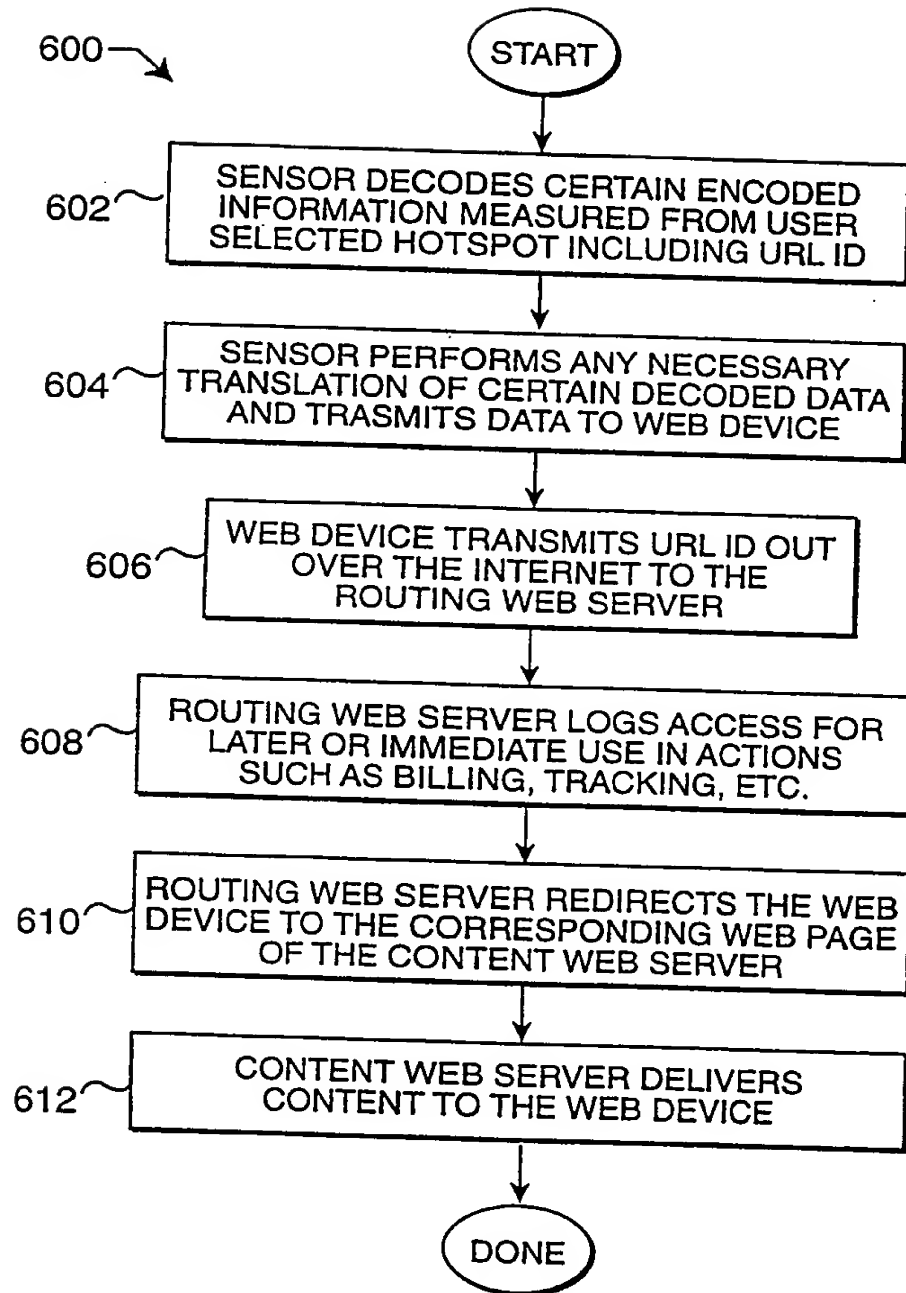 600
START
602
SENSOR DECODES CERTAIN ENCODED
INFORMATION MEASURED FROM USER
SELECTED HOTSPOT INCLUDING URL ID
604
SENSOR PERFORMS ANY NECESSARY
TRANSLATION OF CERTAIN DECODED DATA
AND TRASMITS DATA TO WEB DEVICE
606
WEB DEVICE TRANSMITS URL ID OUT
OVER THE INTERNET TO THE
ROUTING WEB SERVER
608
ROUTING WEB SERVER LOGS ACCESS FOR
LATER OR IMMEDIATE USE IN ACTIONS
SUCH AS BILLING, TRACKING, ETC.
610
ROUTING WEB SERVER REDIRECTS THE WEB
DEVICE TO THE CORRESPONDING WEB PAGE
OF THE CONTENT WEB SERVER
612
CONTENT WEB SERVER DELIVERS
CONTENT TO THE WEB DEVICE
DONE